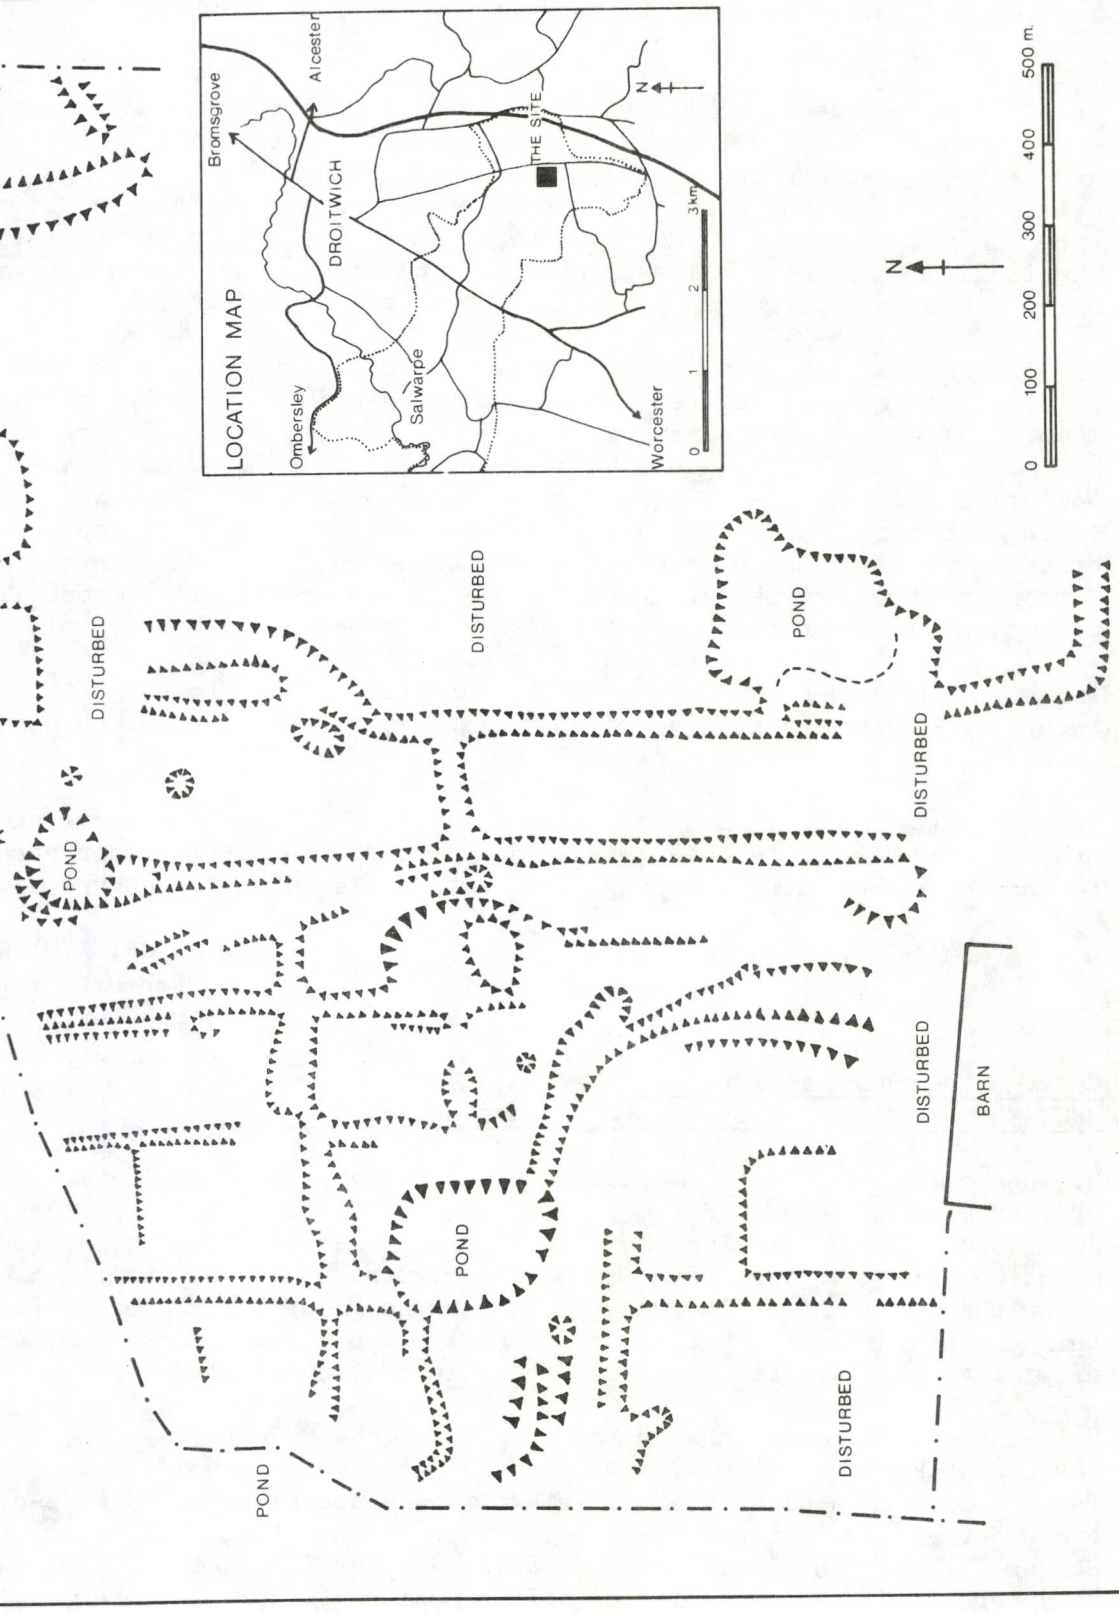 LOCATION MAP
Bromsgrove
Alcester
Ombersley
DROITWICH
Salwarpe
THE SITE
N
Worcester
0 1 2 3km
N
0 100 200 300 400 500 m.
DISTURBED
POND
DISTURBED
POND
DISTURBED
POND
POND
DISTURBED
DISTURBED
BARN